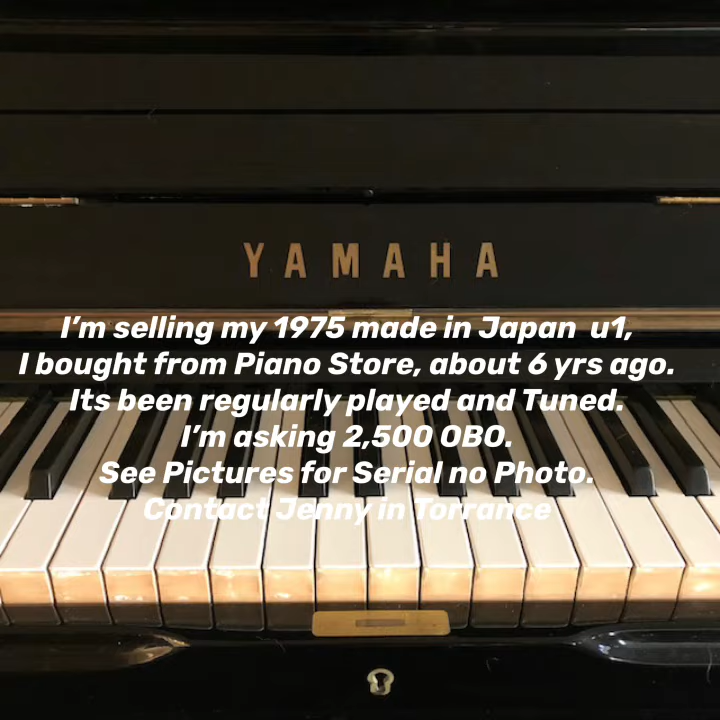 YAMAHA
I’m selling my 1975 made in Japan u1,
I bought from Piano Store, about 6 yrs ago.
Its been regularly played and Tuned.
I’m asking 2,500 OBO.
See Pictures for Serial no Photo.
Contact Jenny in Torrance